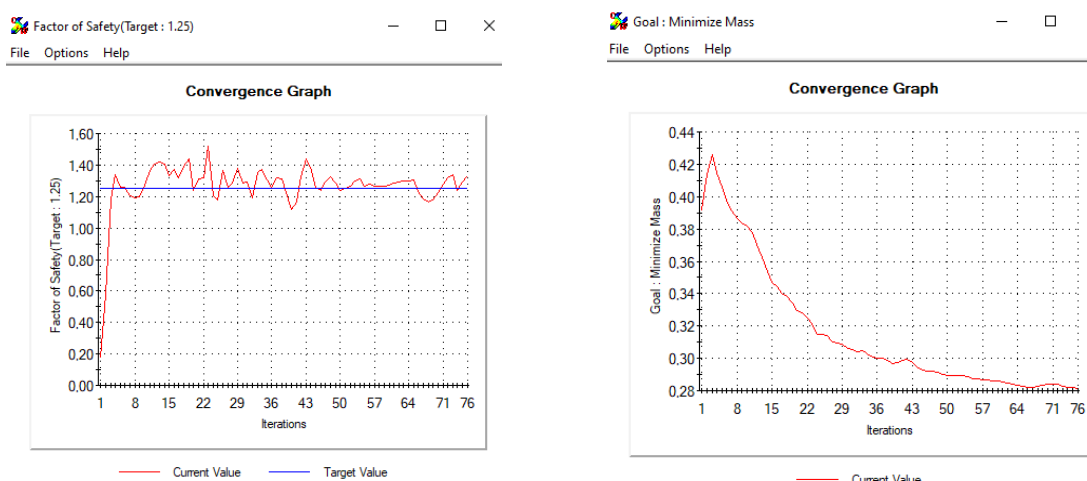 Factor of Safety(Target : 1.25)
File Options Help
Convergence Graph
Factor of Safety(Target : 1.25)
1,60
1,40
1,20
1,00
0,80
0,60
0,40
0,20
0,00
1 8 15 22 29 36 43 50 57 64 71 76
Iterations
Current Value Target Value
Goal : Minimize Mass
File Options Help
Convergence Graph
Goal : Minimize Mass
0,44
0,42
0,40
0,38
0,36
0,34
0,32
0,30
0,28
1 8 15 22 29 36 43 50 57 64 71 76
Iterations
Current Value